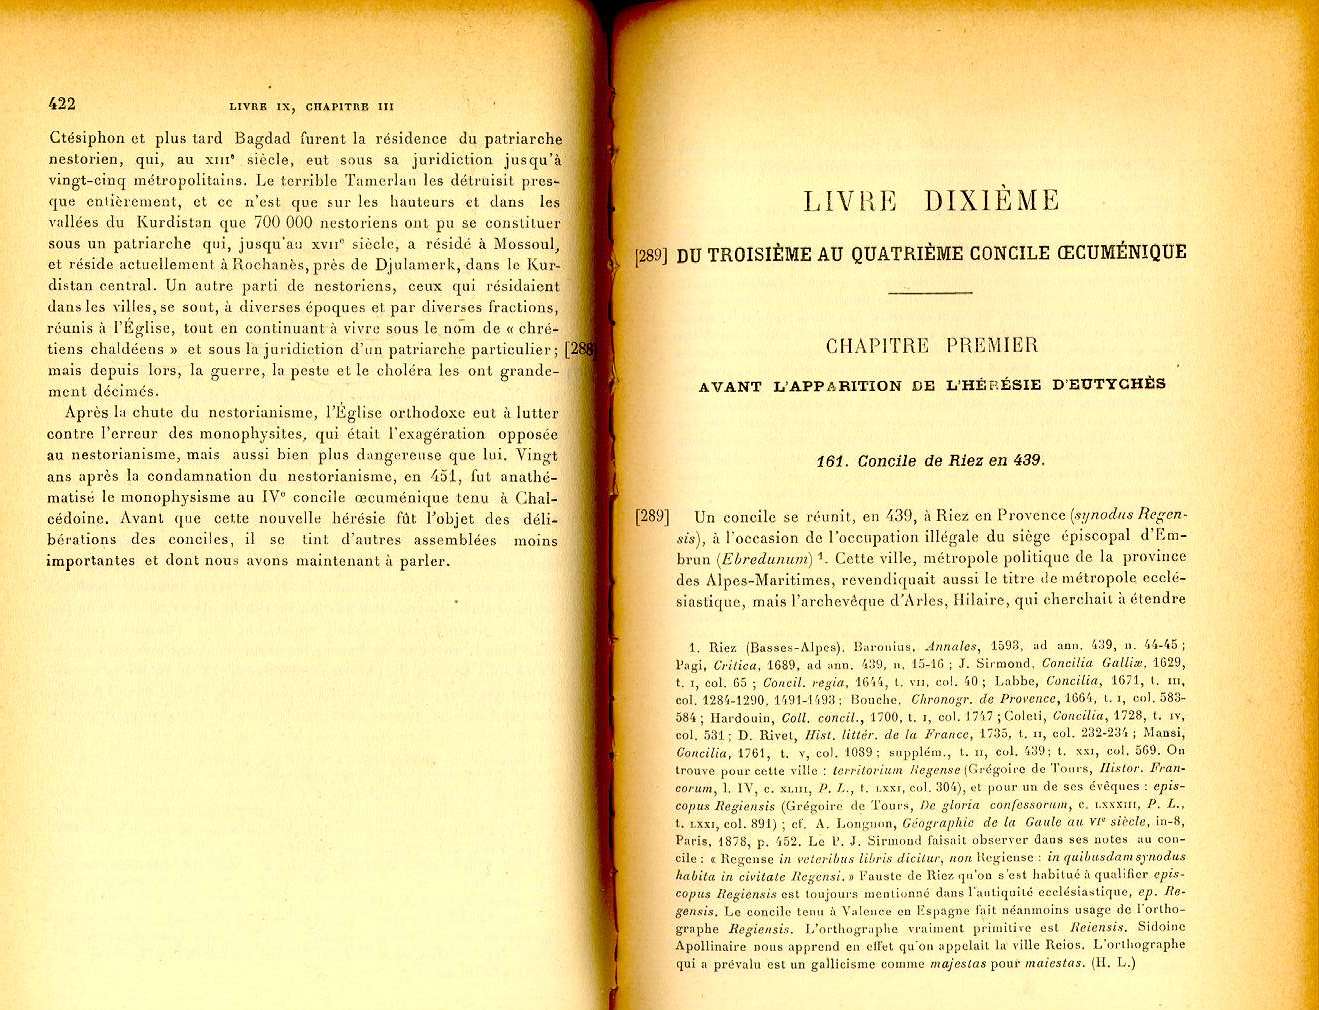 422
LIVRE IX, CHAPITRE III
Ctésiphon et plus tard Bagdad furent la résidence du patriarche
nestorien, qui, au XIIIe siècle, eut sous sa juridiction jusqu'à
vingt-cinq métropolitains. Le terrible Tamerlan les détruisit pres-
que entièrement, et ce n'est que sur les hauteurs et dans les
vallées du Kurdistan que 700 000 nestoriens ont pu se constituer
sous un patriarche qui, jusqu'au XVIIe siècle, a résidé à Mossoul,
et réside actuellement à Rochanès, près de Djulamerk, dans le Kur-
distan central. Un autre parti de nestoriens, ceux qui résidaient
dans les villes, se sont, à diverses époques et par diverses fractions,
réunis à l'Église, tout en continuant à vivre sous le nom de « chré-
tiens chaldéens » et sous la juridiction d'un patriarche particulier; [288]
mais depuis lors, la guerre, la peste et le choléra les ont grande-
ment décimés.
Après la chute du nestorianisme, l'Église orthodoxe eut à lutter
contre l'erreur des monophysites, qui était l'exagération opposée
au nestorianisme, mais aussi bien plus dangereuse que lui. Vingt
ans après la condamnation du nestorianisme, en 451, fut anathé-
matisé le monophysisme au IVe concile œcuménique tenu à Chal-
cédoine. Avant que cette nouvelle hérésie fût l'objet des déli-
bérations des conciles, il se tint d'autres assemblées moins
importantes et dont nous avons maintenant à parler.
LIVRE DIXIÈME
[289] DU TROISIÈME AU QUATRIÈME CONCILE ŒCUMÉNIQUE
CHAPITRE PREMIER
AVANT L'APPARITION DE L'HÉRÉSIE D'EUTYCHÈS
161. Concile de Riez en 439.
[289] Un concile se réunit, en 439, à Riez en Provence (synodus Regen-
sis), à l'occasion de l'occupation illégale du siège épiscopal d'Em-
brun (Ebredunum) 1. Cette ville, métropole politique de la province
des Alpes-Maritimes, revendiquait aussi le titre de métropole ecclé-
siastique, mais l'archevêque d'Arles, Hilaire, qui cherchait à étendre
1. Riez (Basses-Alpes). Baronius, Annales, 1593, ad ann. 439, n. 44-45 ;
Pagi, Critica, 1689, ad ann. 439, n. 15-16 ; J. Sirmond, Concilia Galliæ, 1629,
t. I, col. 65 ; Concil. regia, 1644, t. VII, col. 40 ; Labbe, Concilia, 1671, t. III,
col. 1284-1290, 1491-1493 ; Bouche, Chronogr. de Provence, 1664, t. I, col. 583-
584 ; Hardouin, Coll. concil., 1700, t. I, col. 1747 ; Coleti, Concilia, 1728, t. IV,
col. 531 ; D. Rivet, Hist. littér. de la France, 1735, t. II, col. 232-234 ; Mansi,
Concilia, 1761, t. V, col. 1089 ; supplém., t. II, col. 439 ; t. XXI, col. 569. On
trouve pour cette ville : territorium Regense (Grégoire de Tours, Histor. Fran-
corum, l. IV, c. XLIII, P. L., t. LXXI, col. 304), et pour un de ses évêques : epis-
copus Regiensis (Grégoire de Tours, De gloria confessorum, c. LXXXIII, P. L.,
t. LXXI, col. 891) ; cf. A. Longnon, Géographie de la Gaule au VIe siècle, in-8,
Paris, 1878, p. 452. Le P. J. Sirmond faisait observer dans ses notes au con-
cile : « Regense in veteribus libris dicitur, non Regiense : in quibusdam synodus
habita in civitate Regensi. » Fauste de Riez qu'on s'est habitué à qualifier epis-
copus Regiensis est toujours mentionné dans l'antiquité ecclésiastique, ep. Re-
gensis. Le concile tenu à Valence en Espagne fait néanmoins usage de l'ortho-
graphe Regiensis. L'orthographe vraiment primitive est Reiensis. Sidoine
Apollinaire nous apprend en effet qu'on appelait la ville Reios. L'orthographe
qui a prévalu est un gallicisme comme majestas pour maiestas. (H. L.)